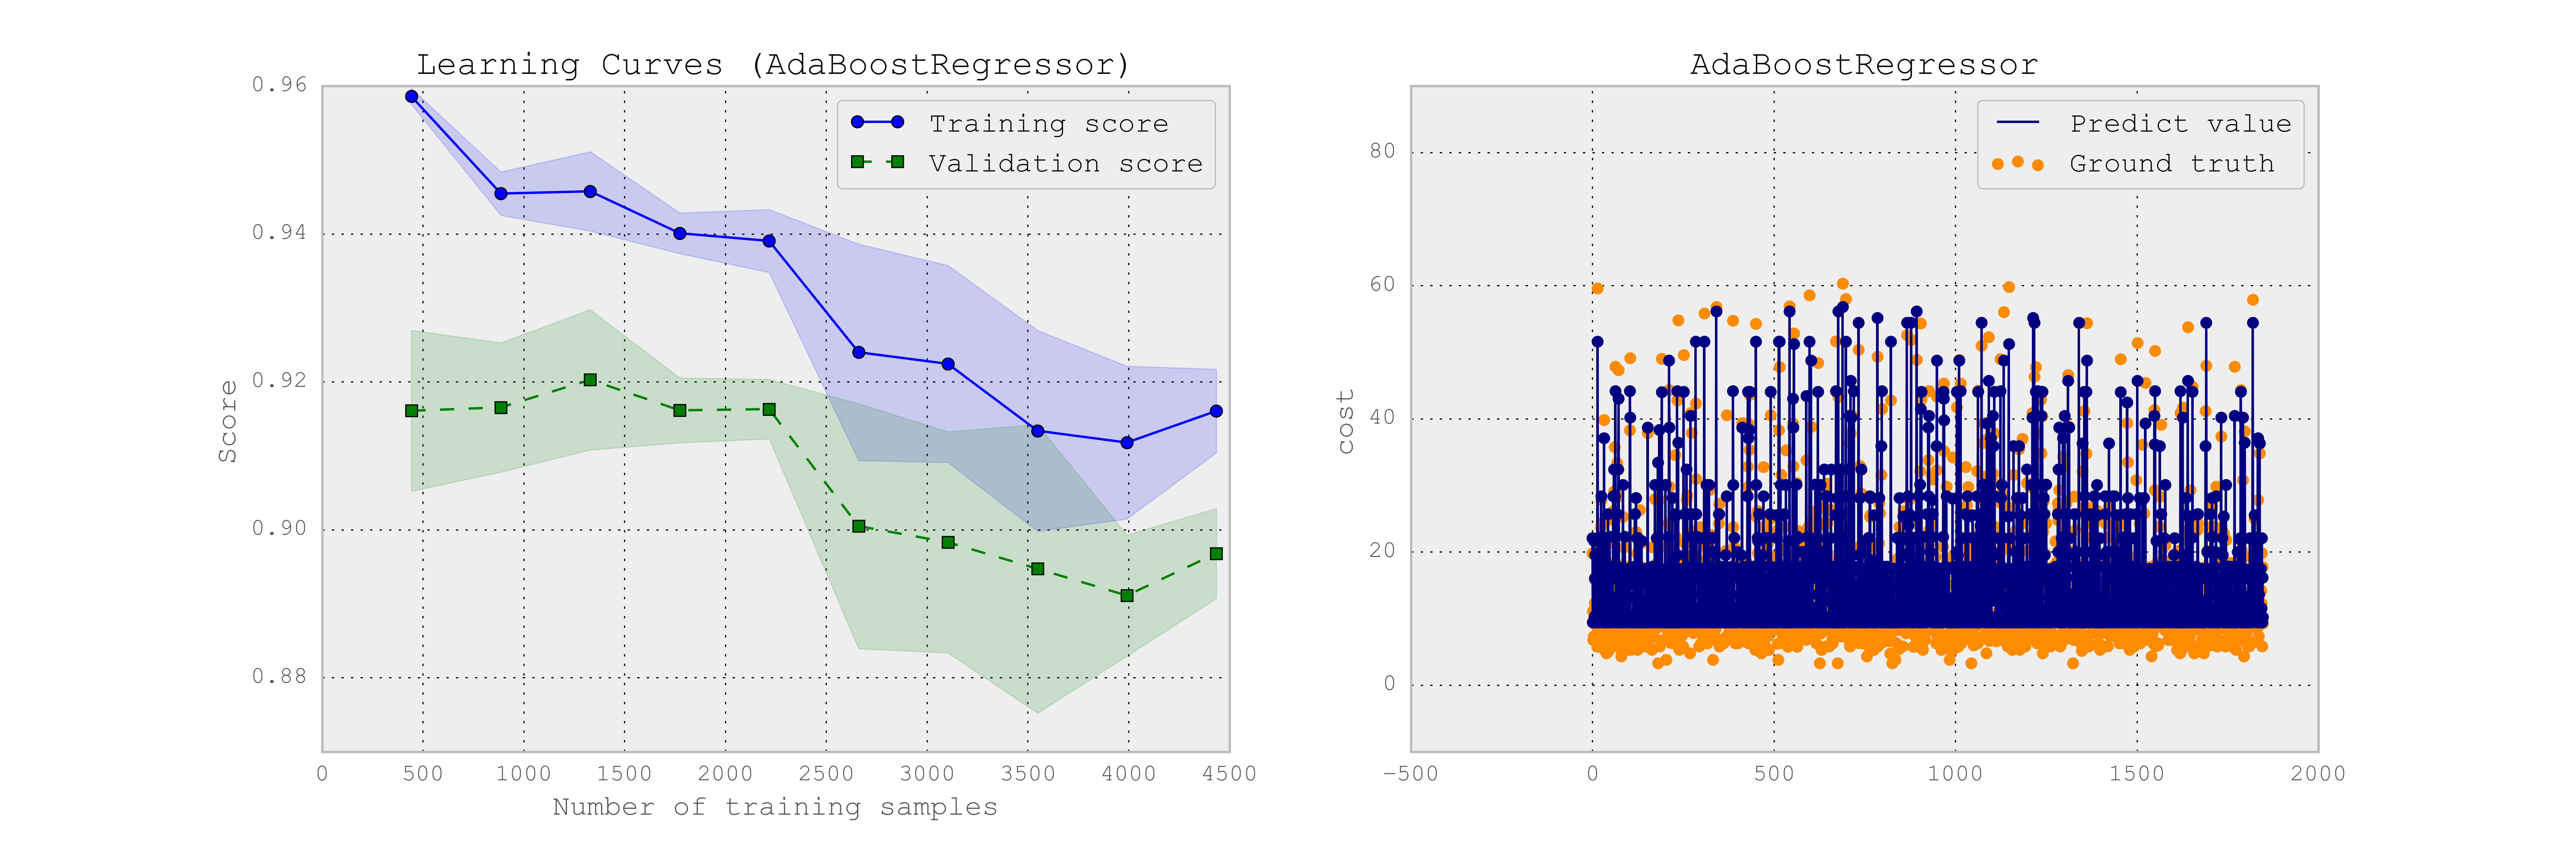 Learning Curves (AdaBoostRegressor)
0.96
0.94
0.92
0.90
0.88
Score
Training score
Validation score
0 500 1000 1500 2000 2500 3000 3500 4000 4500
Number of training samples
AdaBoostRegressor
80
60
40
20
0
cost
Predict value
Ground truth
−500 0 500 1000 1500 2000